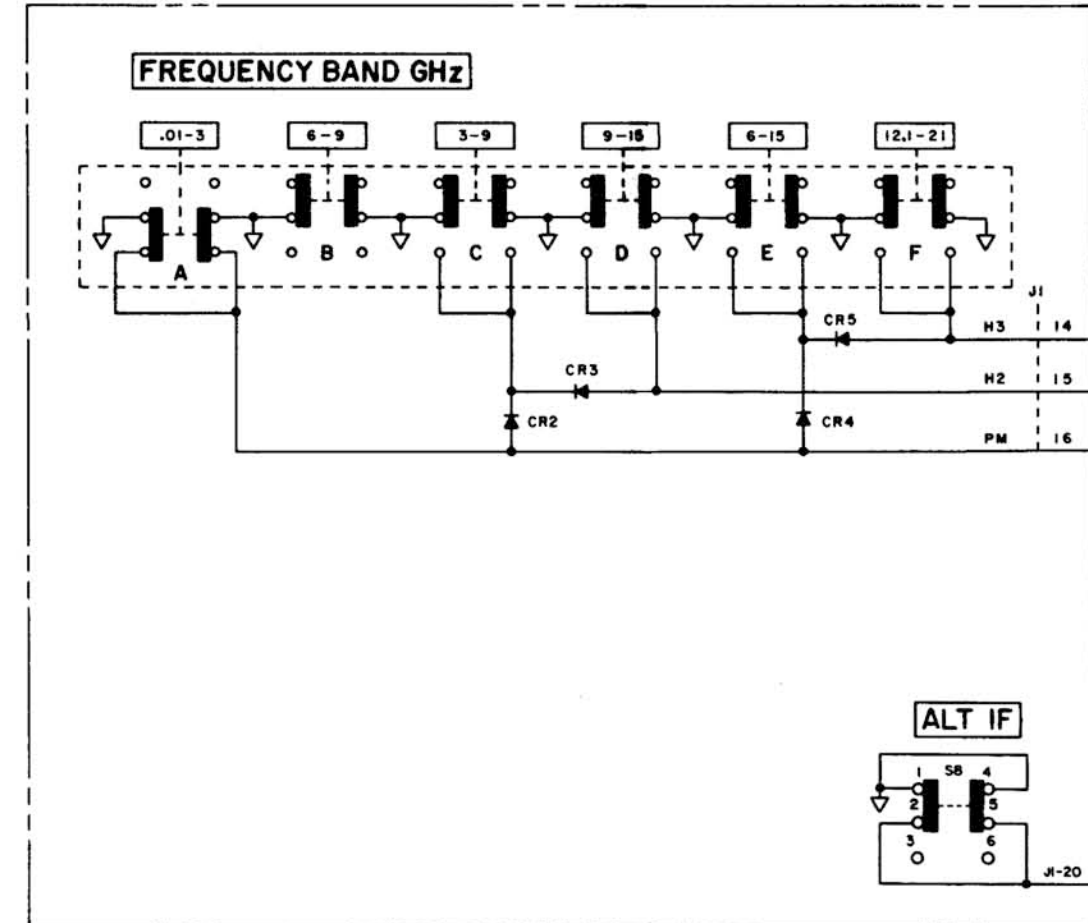 FREQUENCY BAND GHz
.01-3 6-9 3-9 9-15 6-15 12.1-21
A B C D E F
J1
CR5 H3 14
CR3 H2 15
CR2 CR4 PM 16
ALT IF
1 S8 4
2 5
3 6
J1-20